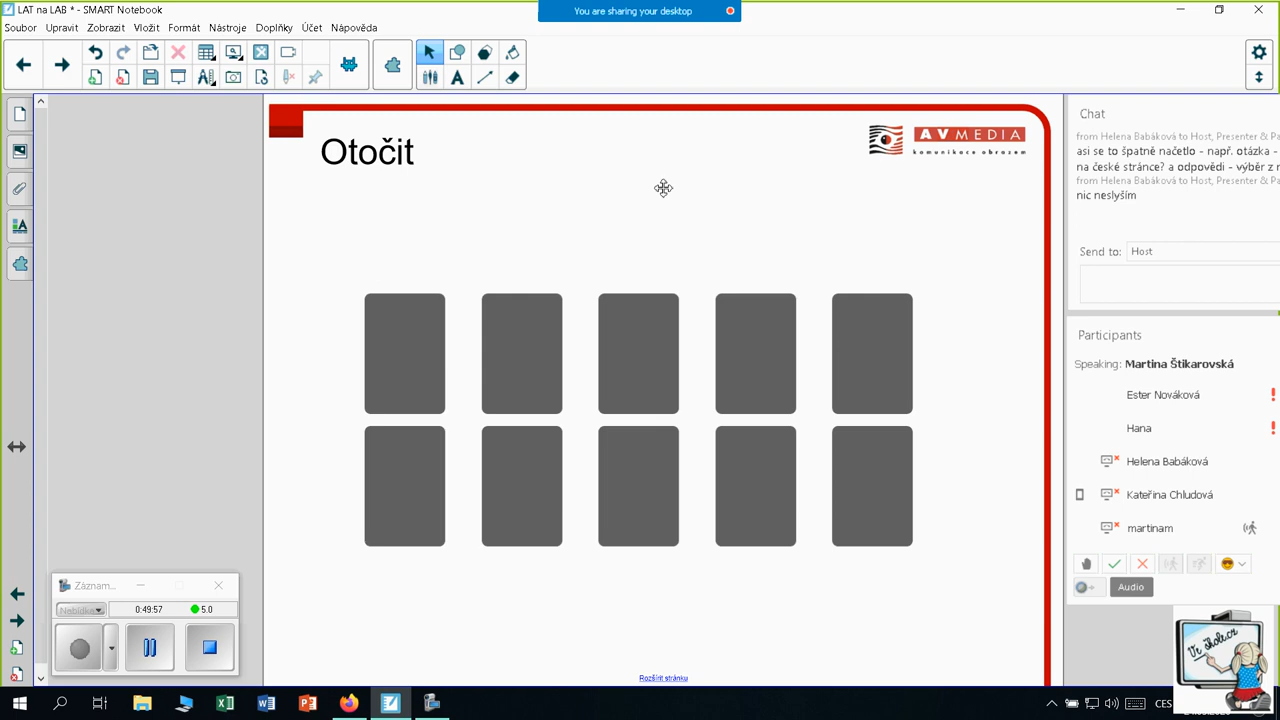 LAT na LAB * - SMART Notebook
You are sharing your desktop
Soubor Upravit Zobrazit Vložit Formát Nástroje Doplňky Účet Nápověda
Otočit
AV MEDIA
komunikace obrazem
Chat
from Helena Babáková to Host, Presenter & Pa
asi se to špatně načetlo - např. otázka -
na české stránce? a odpovědi - výběr z n
from Helena Babáková to Host, Presenter & Pa
nic neslyším
Send to: Host
Participants
Speaking: Martina Štikarovská
Ester Nováková
Hana
Helena Babáková
Kateřina Chludová
martinam
Audio
Záznam...
Nabídka
0:49:57
5.0
Rozšířit stránku
Ve škole.cz
CES